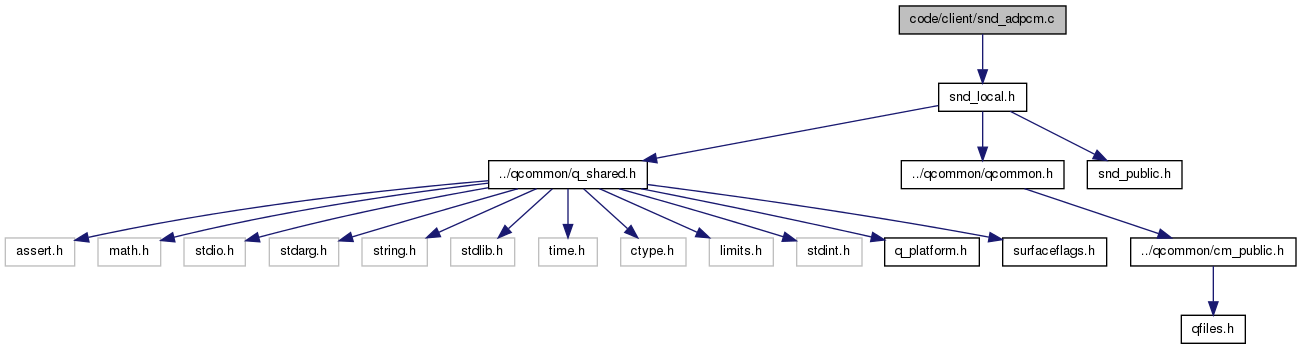 code/client/snd_adpcm.c
snd_local.h
../qcommon/q_shared.h
../qcommon/qcommon.h
snd_public.h
assert.h
math.h
stdio.h
stdarg.h
string.h
stdlib.h
time.h
ctype.h
limits.h
stdint.h
q_platform.h
surfaceflags.h
../qcommon/cm_public.h
qfiles.h